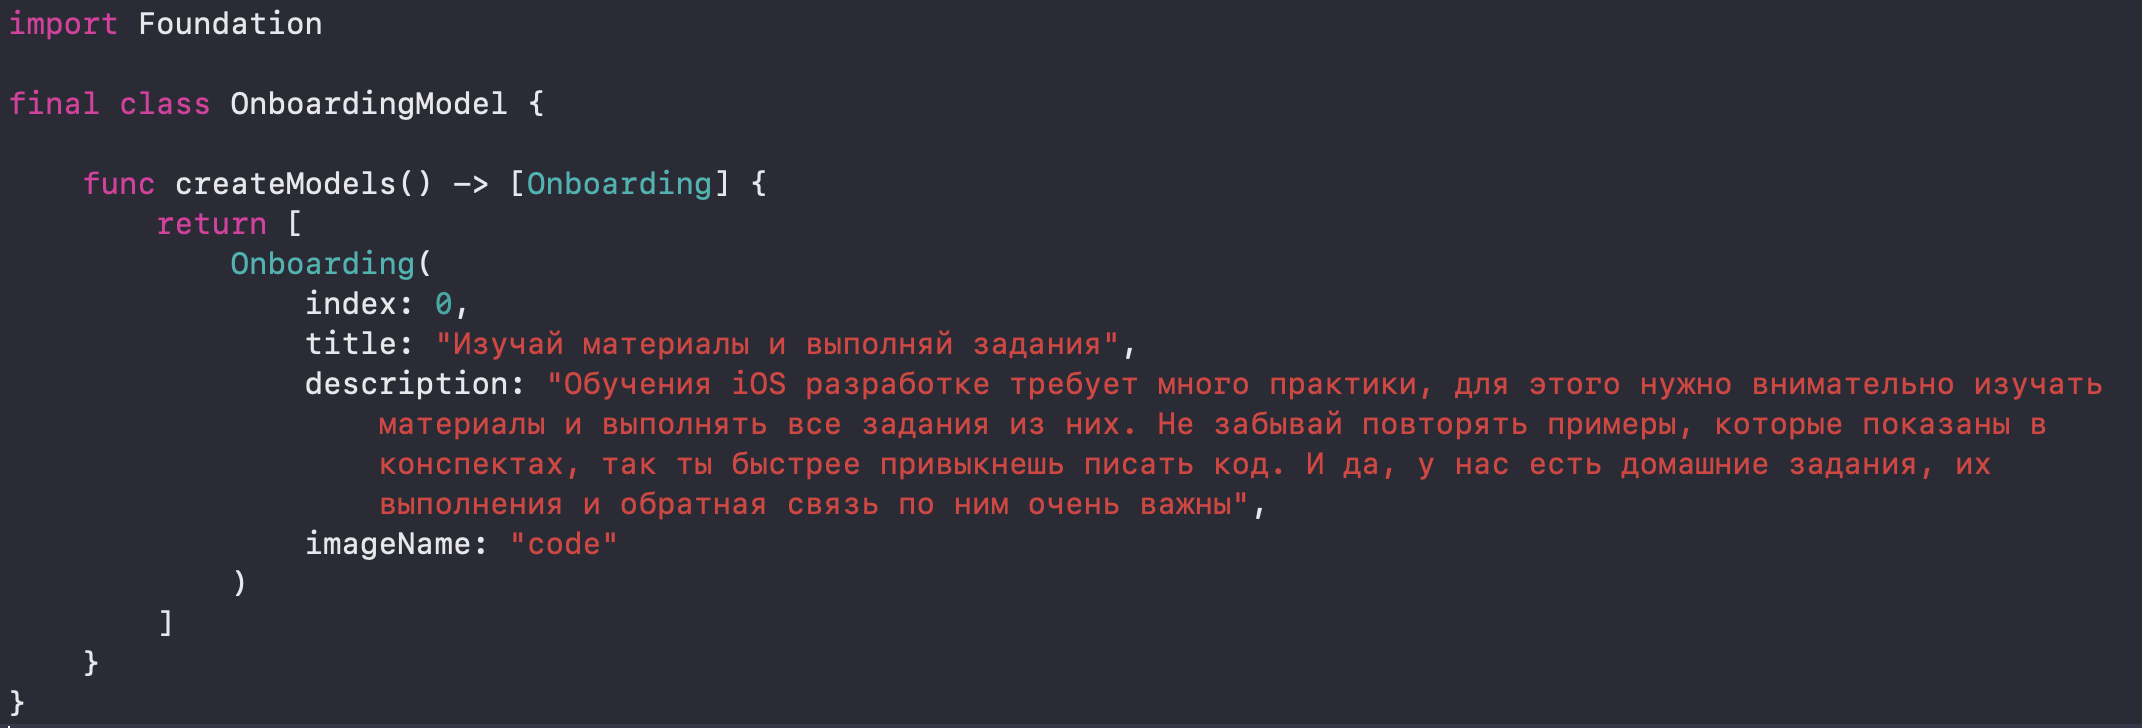 import Foundation
final class OnboardingModel {
func createModels() -> [Onboarding] {
return [
Onboarding(
index: 0,
title: "Изучай материалы и выполняй задания",
description: "Обучения iOS разработке требует много практики, для этого нужно внимательно изучать
материалы и выполнять все задания из них. Не забывай повторять примеры, которые показаны в
конспектах, так ты быстрее привыкнешь писать код. И да, у нас есть домашние задания, их
выполнения и обратная связь по ним очень важны",
imageName: "code"
)
]
}
}